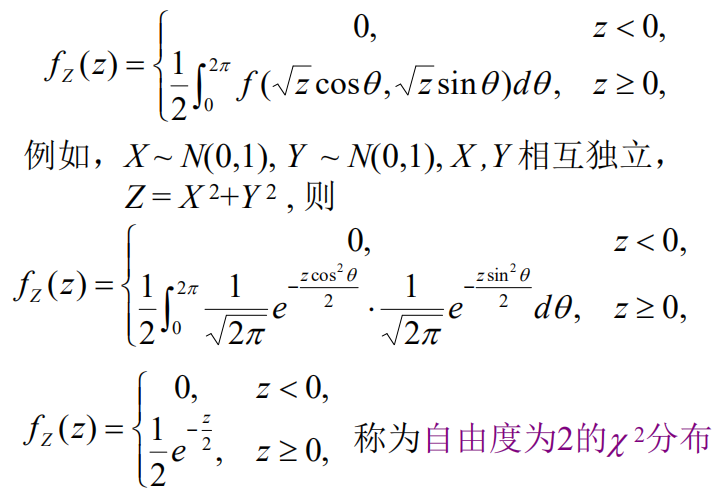 f_Z(z) = { 0, z < 0,
1/2 ∫_0^{2π} f(√z cosθ, √z sinθ)dθ, z ≥ 0,
例如，X ~ N(0,1), Y ~ N(0,1), X ,Y 相互独立，
Z = X²+Y² , 则
f_Z(z) = { 0, z < 0,
1/2 ∫_0^{2π} 1/√(2π) e^{-(z cos²θ)/2} · 1/√(2π) e^{-(z sin²θ)/2} dθ, z ≥ 0,
f_Z(z) = { 0, z < 0,
1/2 e^{-z/2}, z ≥ 0, 称为自由度为2的χ²分布